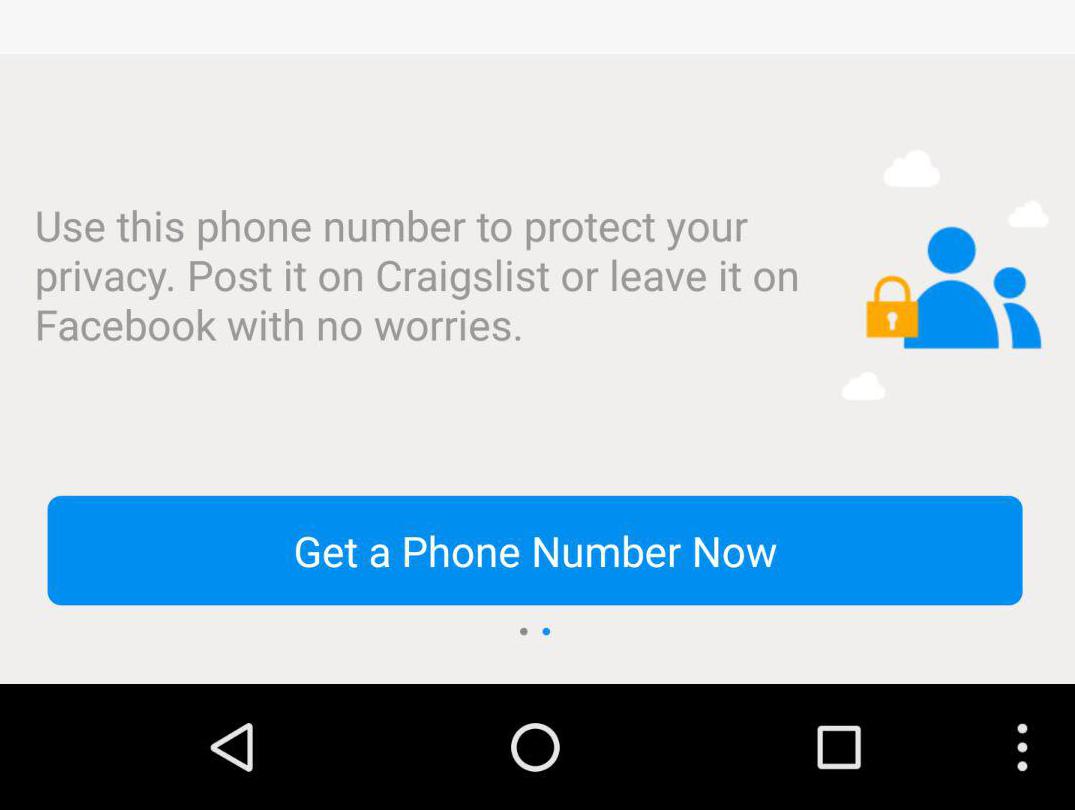 Use this phone number to protect your
privacy. Post it on Craigslist or leave it on
Facebook with no worries.
Get a Phone Number Now